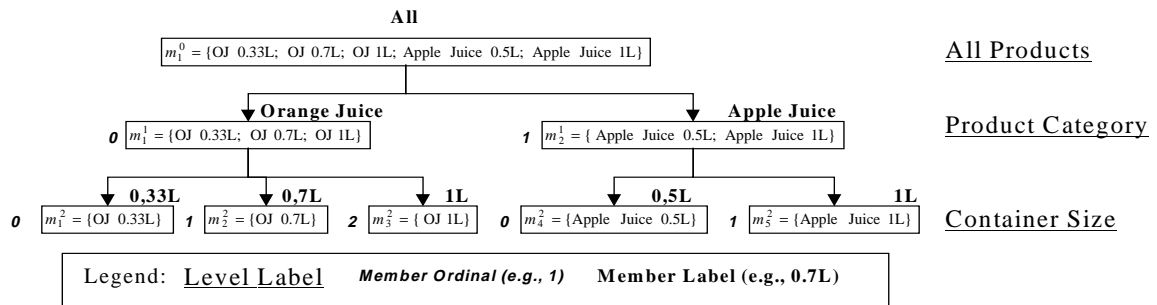 All
m₁⁰ = {OJ 0.33L; OJ 0.7L; OJ 1L; Apple Juice 0.5L; Apple Juice 1L}
All Products
Orange Juice
Apple Juice
0 m₁¹ = {OJ 0.33L; OJ 0.7L; OJ 1L}
1 m₂¹ = { Apple Juice 0.5L; Apple Juice 1L}
Product Category
0,33L
0,7L
1L
0,5L
1L
0 m₁² = {OJ 0.33L}
1 m₂² = {OJ 0.7L}
2 m₃² = { OJ 1L}
0 m₄² = {Apple Juice 0.5L}
1 m₅² = {Apple Juice 1L}
Container Size
Legend: Level Label Member Ordinal (e.g., 1) Member Label (e.g., 0.7L)